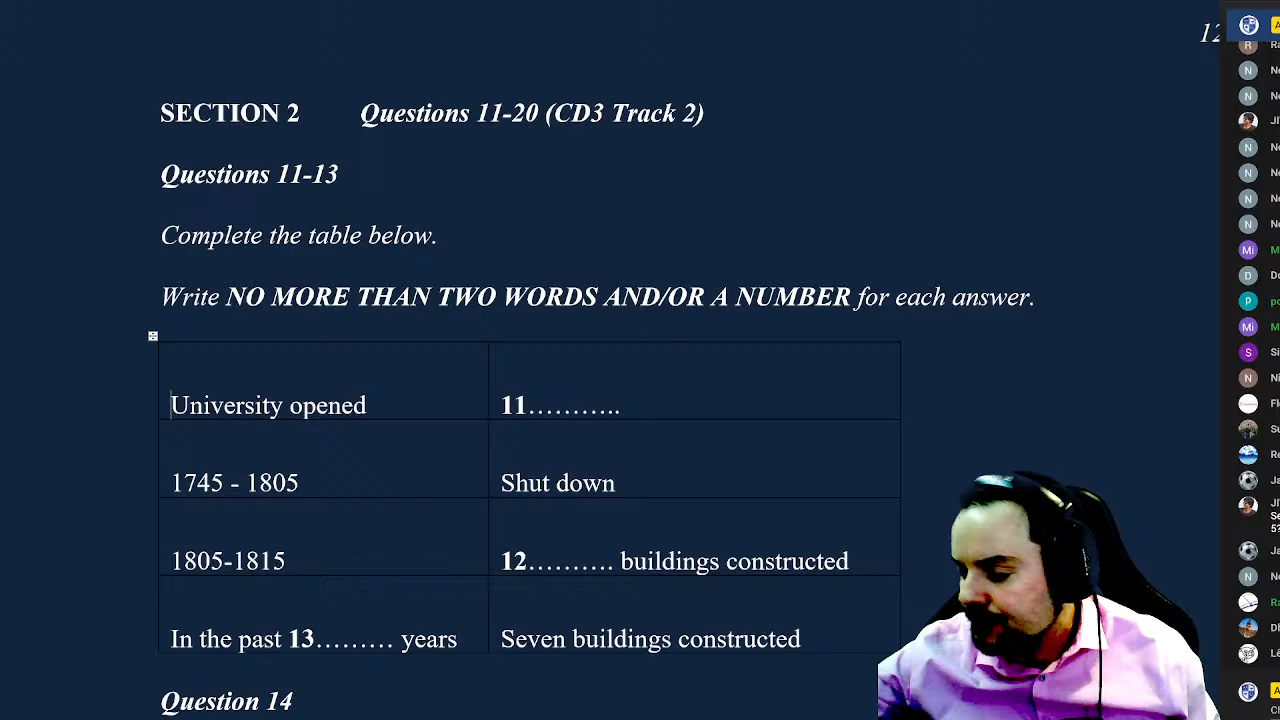 12
SECTION 2 Questions 11-20 (CD3 Track 2)
Questions 11-13
Complete the table below.
Write NO MORE THAN TWO WORDS AND/OR A NUMBER for each answer.
University opened 11………..
1745 - 1805 Shut down
1805-1815 12………. buildings constructed
In the past 13……… years Seven buildings constructed
Question 14